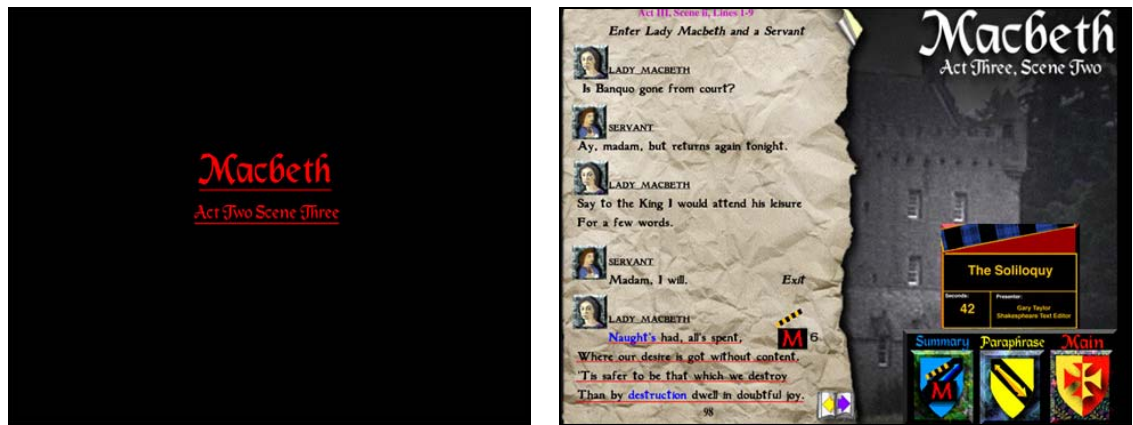 Macbeth
Act Two Scene Three
Act III, Scene ii, Lines 1-9
Enter Lady Macbeth and a Servant
LADY MACBETH
Is Banquo gone from court?
SERVANT
Ay, madam, but returns again tonight.
LADY MACBETH
Say to the King I would attend his leisure
For a few words.
SERVANT
Madam, I will. Exit
LADY MACBETH
Naught's had, all's spent,
M 6
Where our desire is got without content.
'Tis safer to be that which we destroy
Than by destruction dwell in doubtful joy.
98
Macbeth
Act Three, Scene Two
The Soliloquy
Seconds:
42
Presenter:
Gary Taylor
Shakespheare Text Editor
Summary
M
Paraphrase
Main